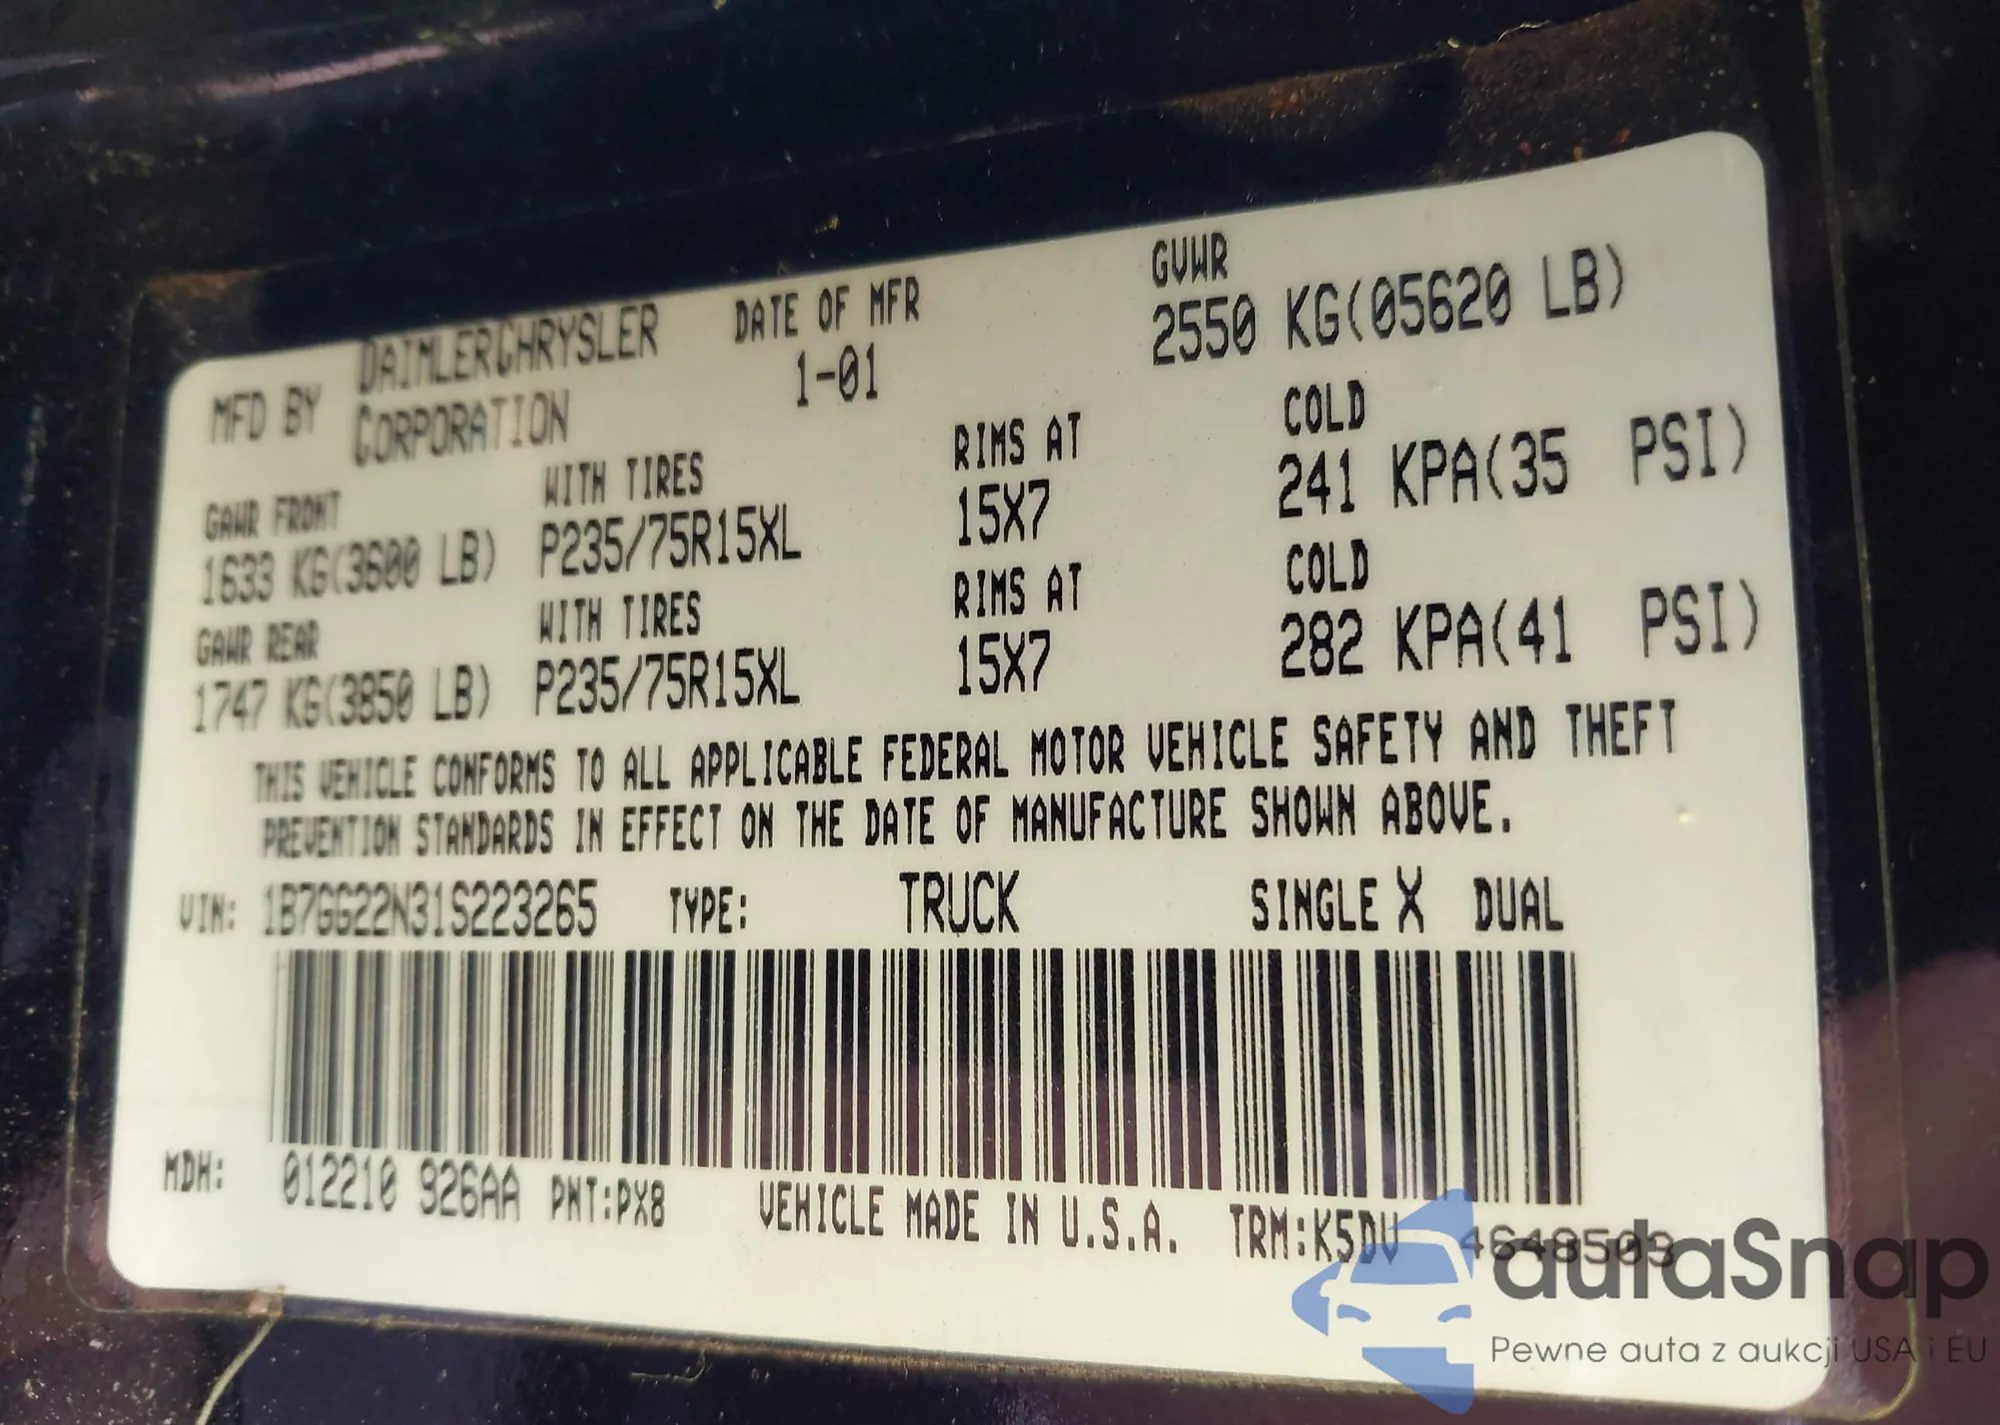 MFD BY DAIMLERCHRYSLER CORPORATION DATE OF MFR 1-01 GVWR 2550 KG(05620 LB)
GAWR FRONT WITH TIRES RIMS AT COLD
1633 KG(3600 LB) P235/75R15XL 15X7 241 KPA(35 PSI)
GAWR REAR WITH TIRES RIMS AT COLD
1747 KG(3850 LB) P235/75R15XL 15X7 282 KPA(41 PSI)
THIS VEHICLE CONFORMS TO ALL APPLICABLE FEDERAL MOTOR VEHICLE SAFETY AND THEFT
PREVENTION STANDARDS IN EFFECT ON THE DATE OF MANUFACTURE SHOWN ABOVE.
VIN: 1B7GG22N31S223265 TYPE: TRUCK SINGLE X DUAL
MDH: 012210 926AA PNT:PX8 VEHICLE MADE IN U.S.A. TRM:K5DV 4648503
autaSnap
Pewne auta z aukcji USA i EU